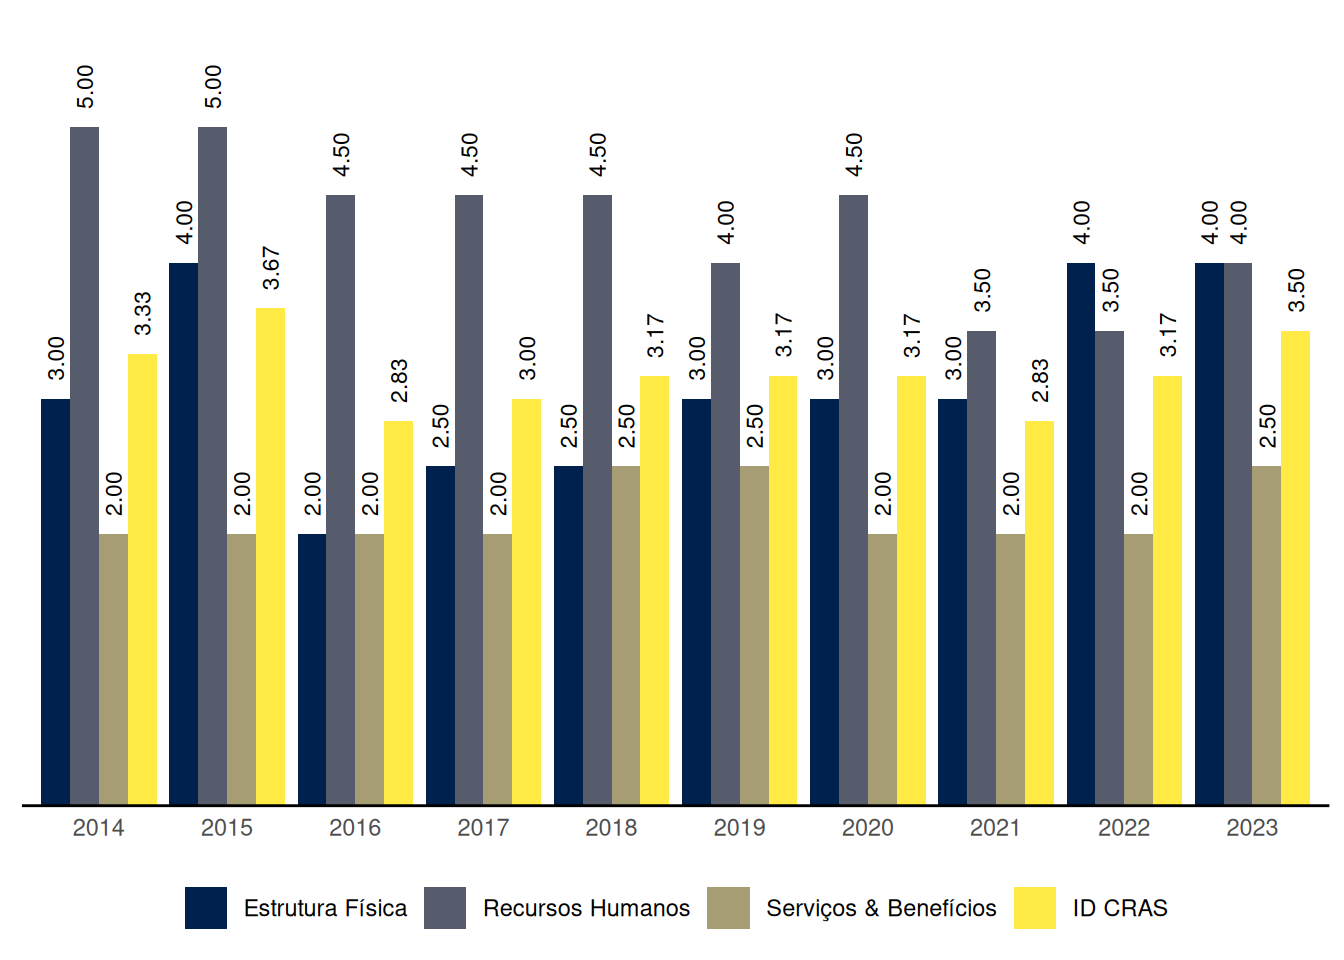 3.00 5.00 2.00 3.33
4.00 5.00 2.00 3.67
2.00 4.50 2.00 2.83
2.50 4.50 2.00 3.00
2.50 4.50 2.50 3.17
3.00 4.00 2.50 3.17
3.00 4.50 2.00 3.17
3.00 3.50 2.00 2.83
4.00 3.50 2.00 3.17
4.00 4.00 2.50 3.50
2014 2015 2016 2017 2018 2019 2020 2021 2022 2023
Estrutura Física Recursos Humanos Serviços & Benefícios ID CRAS